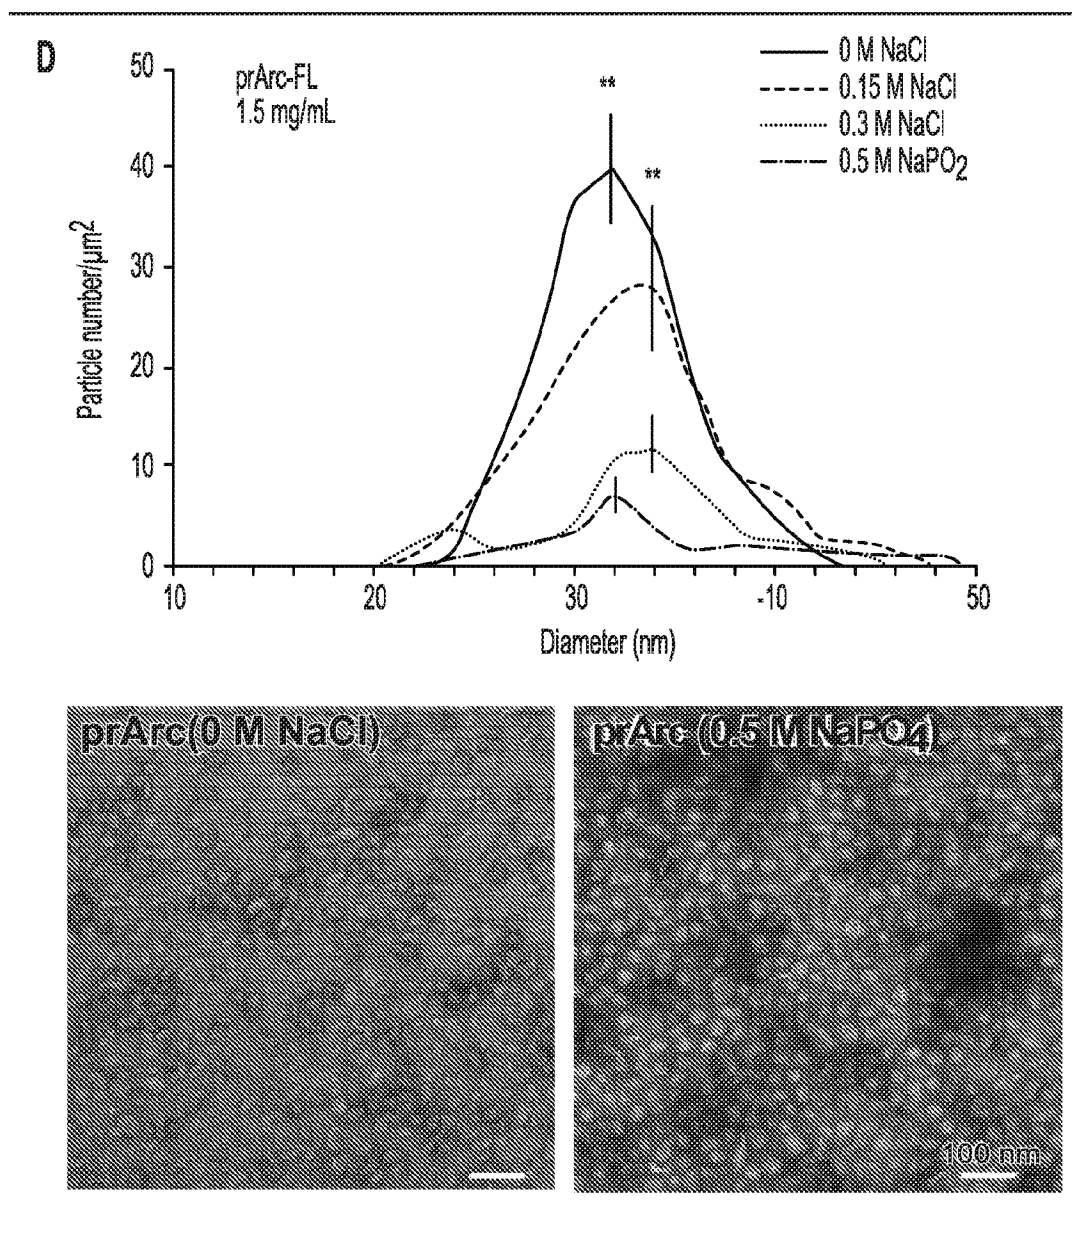 D
prArc-FL
1.5 mg/mL
0 M NaCl
0.15 M NaCl
0.3 M NaCl
0.5 M NaPO2
**
**
50
40
30
20
10
0
Particle number/µm2
10 20 30 -10 50
Diameter (nm)
prArc(0 M NaCl)
prArc (0.5 M NaPO4)
100 nm